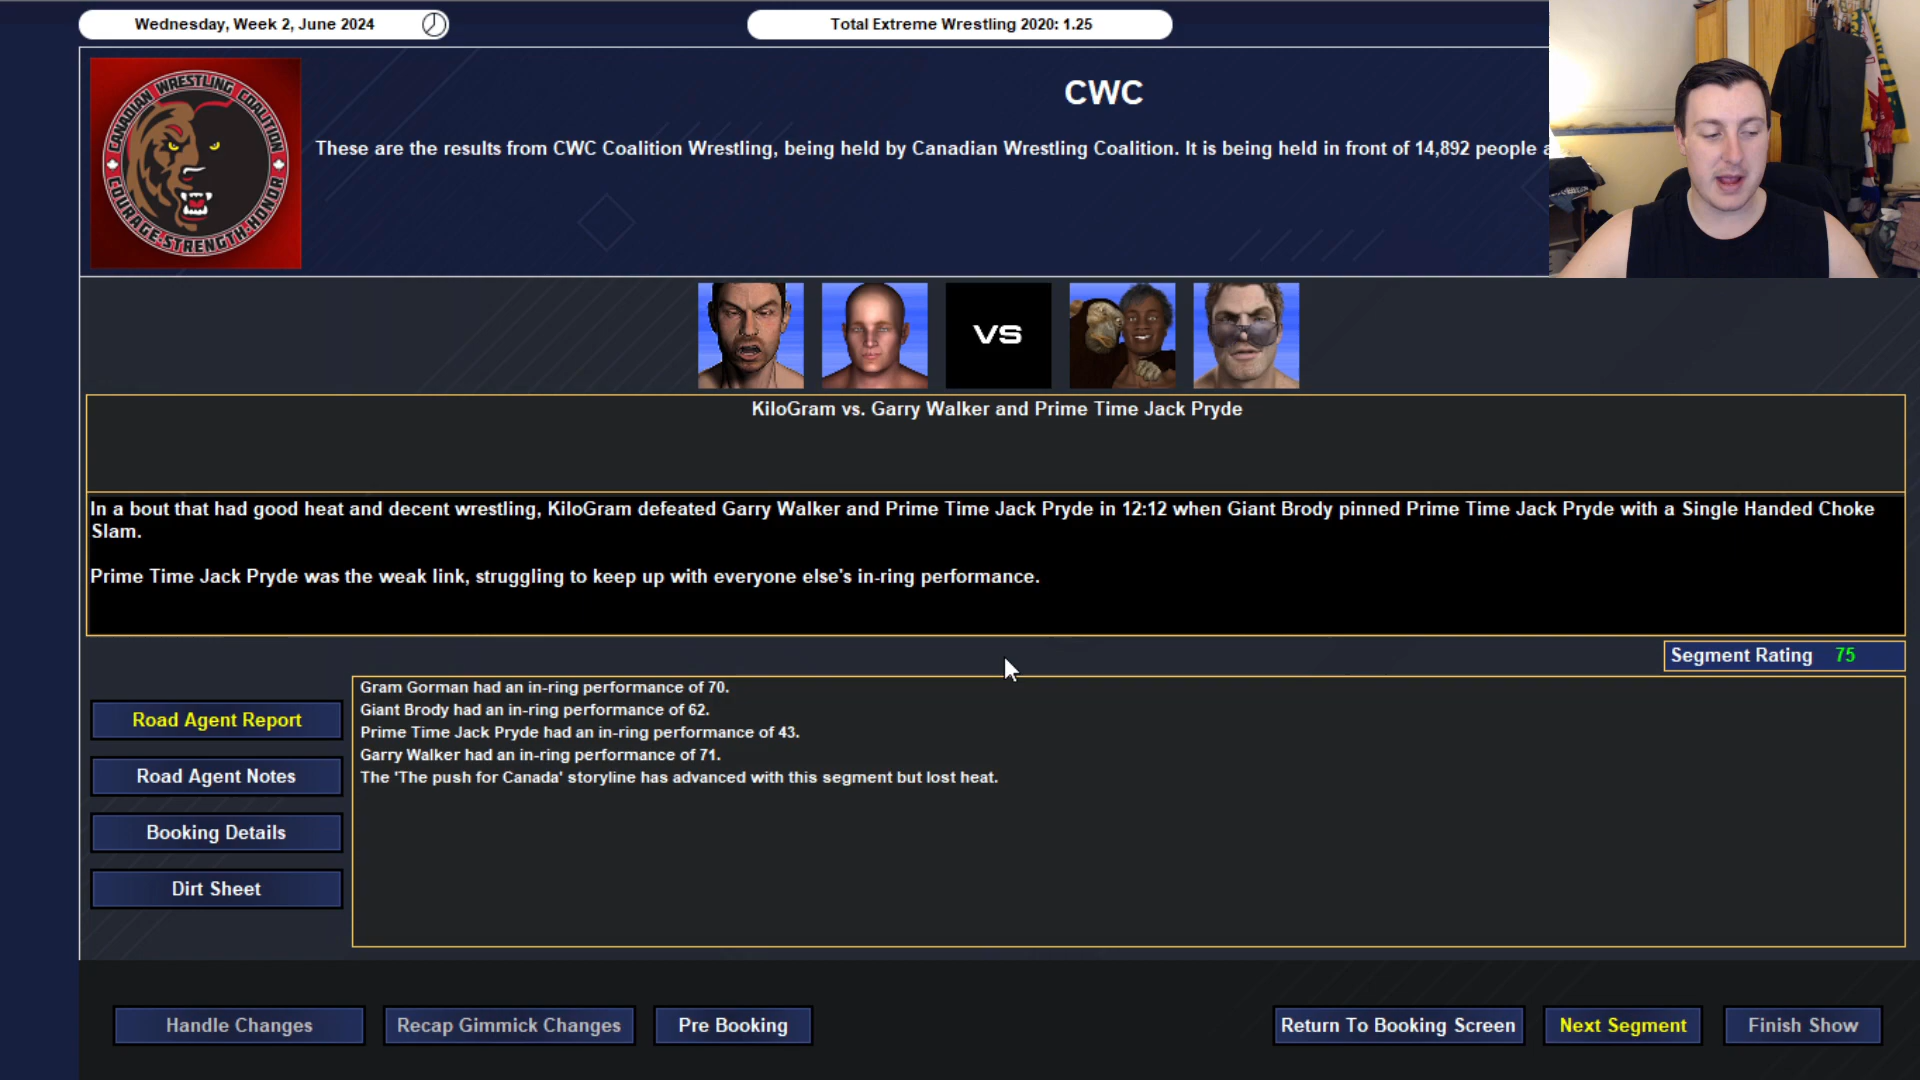 Wednesday, Week 2, June 2024
Total Extreme Wrestling 2020: 1.25
CANADIAN WRESTLING COALITION
COURAGE·STRENGTH·HONOR
CWC
These are the results from CWC Coalition Wrestling, being held by Canadian Wrestling Coalition. It is being held in front of 14,892 people
VS
KiloGram vs. Garry Walker and Prime Time Jack Pryde
In a bout that had good heat and decent wrestling, KiloGram defeated Garry Walker and Prime Time Jack Pryde in 12:12 when Giant Brody pinned Prime Time Jack Pryde with a Single Handed Choke
Slam.
Prime Time Jack Pryde was the weak link, struggling to keep up with everyone else's in-ring performance.
Segment Rating 75
Road Agent Report
Road Agent Notes
Booking Details
Dirt Sheet
Gram Gorman had an in-ring performance of 70.
Giant Brody had an in-ring performance of 62.
Prime Time Jack Pryde had an in-ring performance of 43.
Garry Walker had an in-ring performance of 71.
The 'The push for Canada' storyline has advanced with this segment but lost heat.
Handle Changes
Recap Gimmick Changes
Pre Booking
Return To Booking Screen
Next Segment
Finish Show